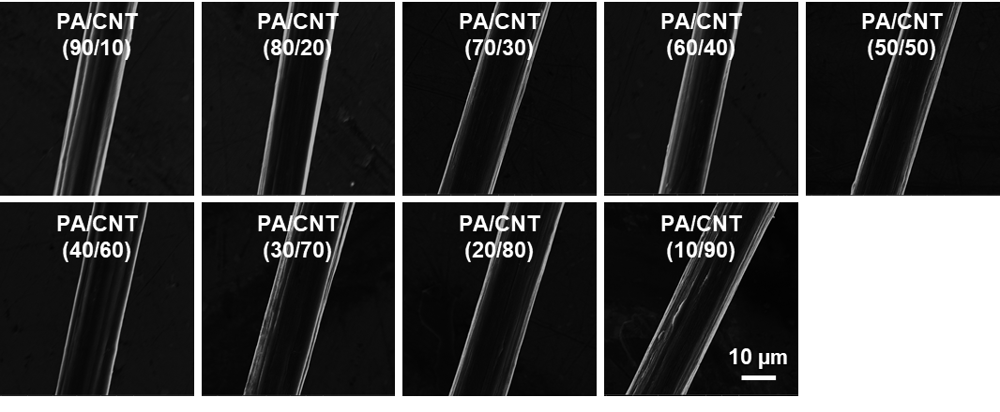 PA/CNT
(90/10)
PA/CNT
(80/20)
PA/CNT
(70/30)
PA/CNT
(60/40)
PA/CNT
(50/50)
PA/CNT
(40/60)
PA/CNT
(30/70)
PA/CNT
(20/80)
PA/CNT
(10/90)
10 µm